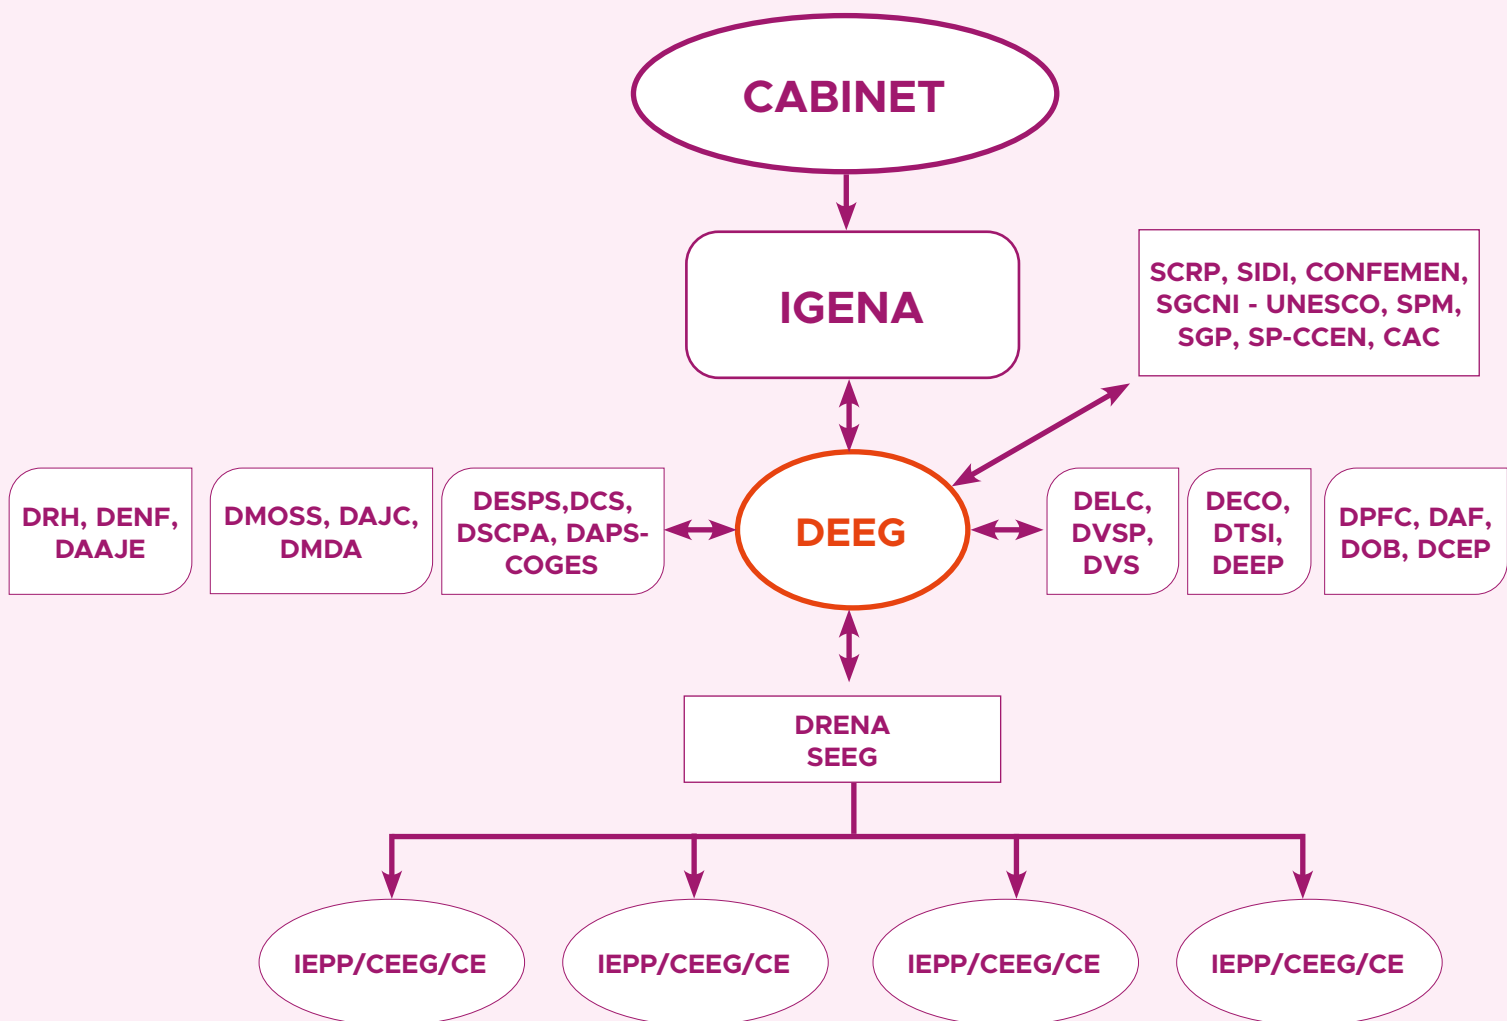 CABINET
IGENA
SCRP, SIDI, CONFEMEN,
SGCNI - UNESCO, SPM,
SGP, SP-CCEN, CAC
DRH, DENF,
DAAJE
DMOSS, DAJC,
DMDA
DESPS,DCS,
DSCPA, DAPS-
COGES
DEEG
DELC,
DVSP,
DVS
DECO,
DTSI,
DEEP
DPFC, DAF,
DOB, DCEP
DRENA
SEEG
IEPP/CEEG/CE
IEPP/CEEG/CE
IEPP/CEEG/CE
IEPP/CEEG/CE